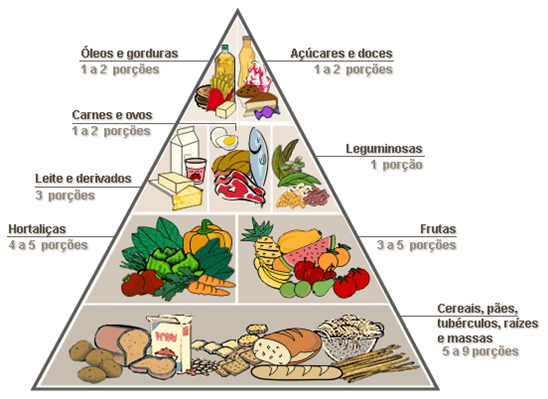 Óleos e gorduras
1 a 2 porções
Açúcares e doces
1 a 2 porções
Carnes e ovos
1 a 2 porções
Leguminosas
1 porção
Leite e derivados
3 porções
Hortaliças
4 a 5 porções
Frutas
3 a 5 porções
Cereais, pães,
tubérculos, raízes
e massas
5 a 9 porções